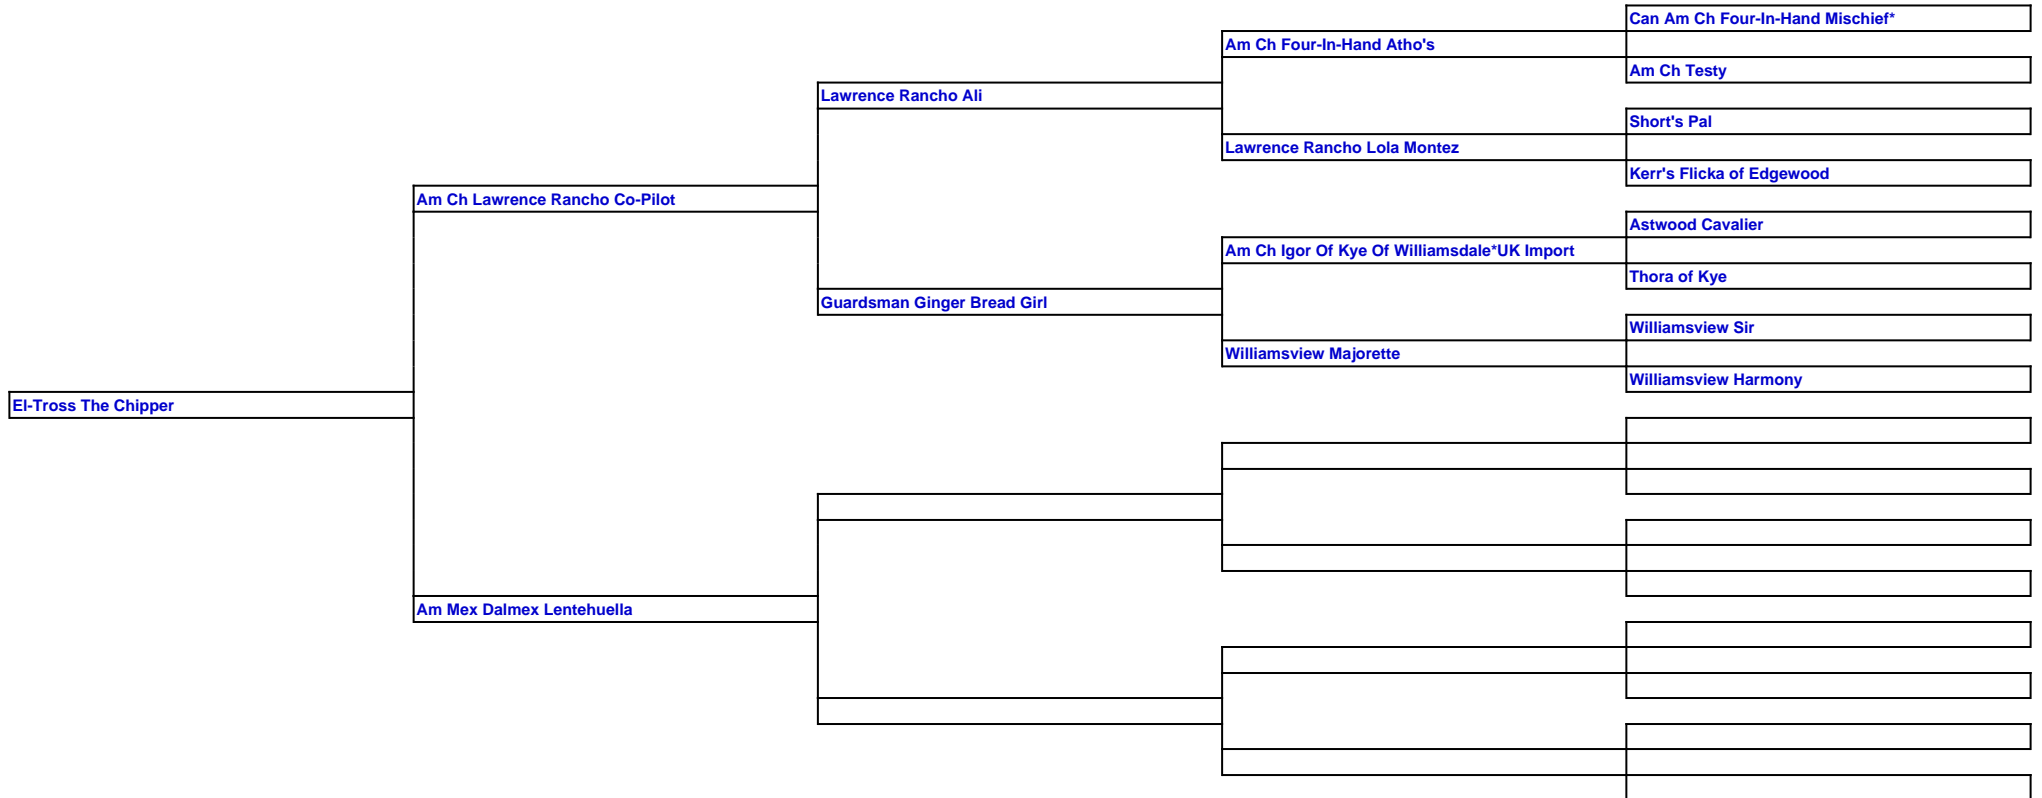 Can Am Ch Four-In-Hand Mischief*
Am Ch Four-In-Hand Atho's
Am Ch Testy
Lawrence Rancho Ali
Short's Pal
Lawrence Rancho Lola Montez
Kerr's Flicka of Edgewood
Am Ch Lawrence Rancho Co-Pilot
Astwood Cavalier
Am Ch Igor Of Kye Of Williamsdale*UK Import
Thora of Kye
Guardsman Ginger Bread Girl
Williamsview Sir
Williamsview Majorette
Williamsview Harmony
El-Tross The Chipper
Am Mex Dalmex Lentehuella